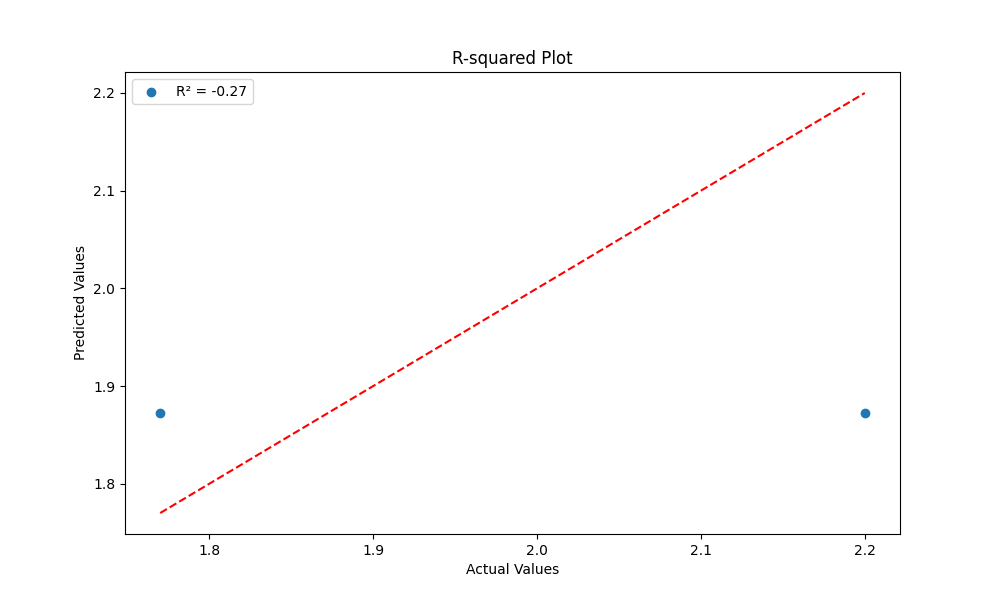 R-squared Plot
R² = -0.27
Predicted Values
2.2
2.1
2.0
1.9
1.8
1.8 1.9 2.0 2.1 2.2
Actual Values